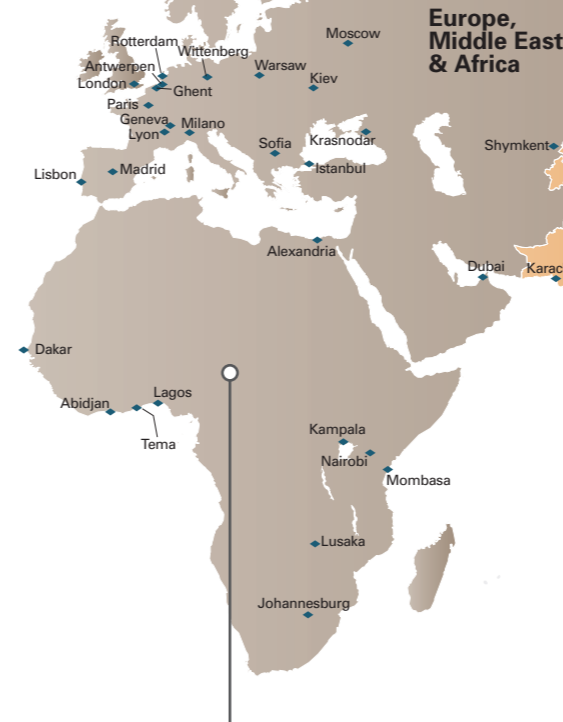 Europe,
Middle East
& Africa
Moscow
Rotterdam
Wittenberg
Antwerpen
Warsaw
London
Kiev
Ghent
Paris
Geneva
Milano
Lyon
Sofia
Krasnodar
Shymkent
Istanbul
Madrid
Lisbon
Alexandria
Dubai
Karac
Dakar
Lagos
Abidjan
Tema
Kampala
Nairobi
Mombasa
Lusaka
Johannesburg